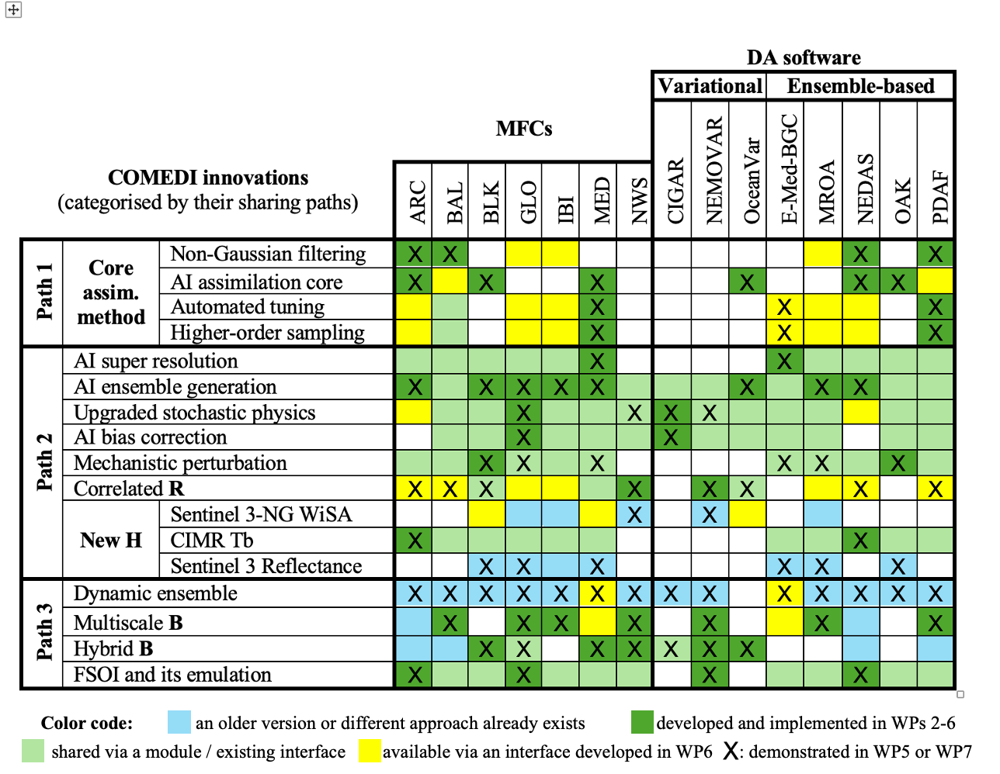 DA software
Variational Ensemble-based
MFCs
COMEDI innovations
(categorised by their sharing paths)
ARC BAL BLK GLO IBI MED NWS CIGAR NEMOVAR OceanVar E-Med-BGC MROA NEDAS OAK PDAF
Path 1
Core
assim.
method
Non-Gaussian filtering X X X X
AI assimilation core X X X X X X
Automated tuning X X X
Higher-order sampling X X X
Path 2
AI super resolution X X
AI ensemble generation X X X X X X X X
Upgraded stochastic physics X X X X
AI bias correction X X
Mechanistic perturbation X X X X X X
Correlated R X X X X X X X X
New H
Sentinel 3-NG WiSA X X
CIMR Tb X X
Sentinel 3 Reflectance X X X X X X
Path 3
Dynamic ensemble X X X X X X X X X X X X X X
Multiscale B X X X X X X X
Hybrid B X X X X X X X
FSOI and its emulation X X X X
Color code: an older version or different approach already exists developed and implemented in WPs 2-6
shared via a module / existing interface available via an interface developed in WP6 X: demonstrated in WP5 or WP7